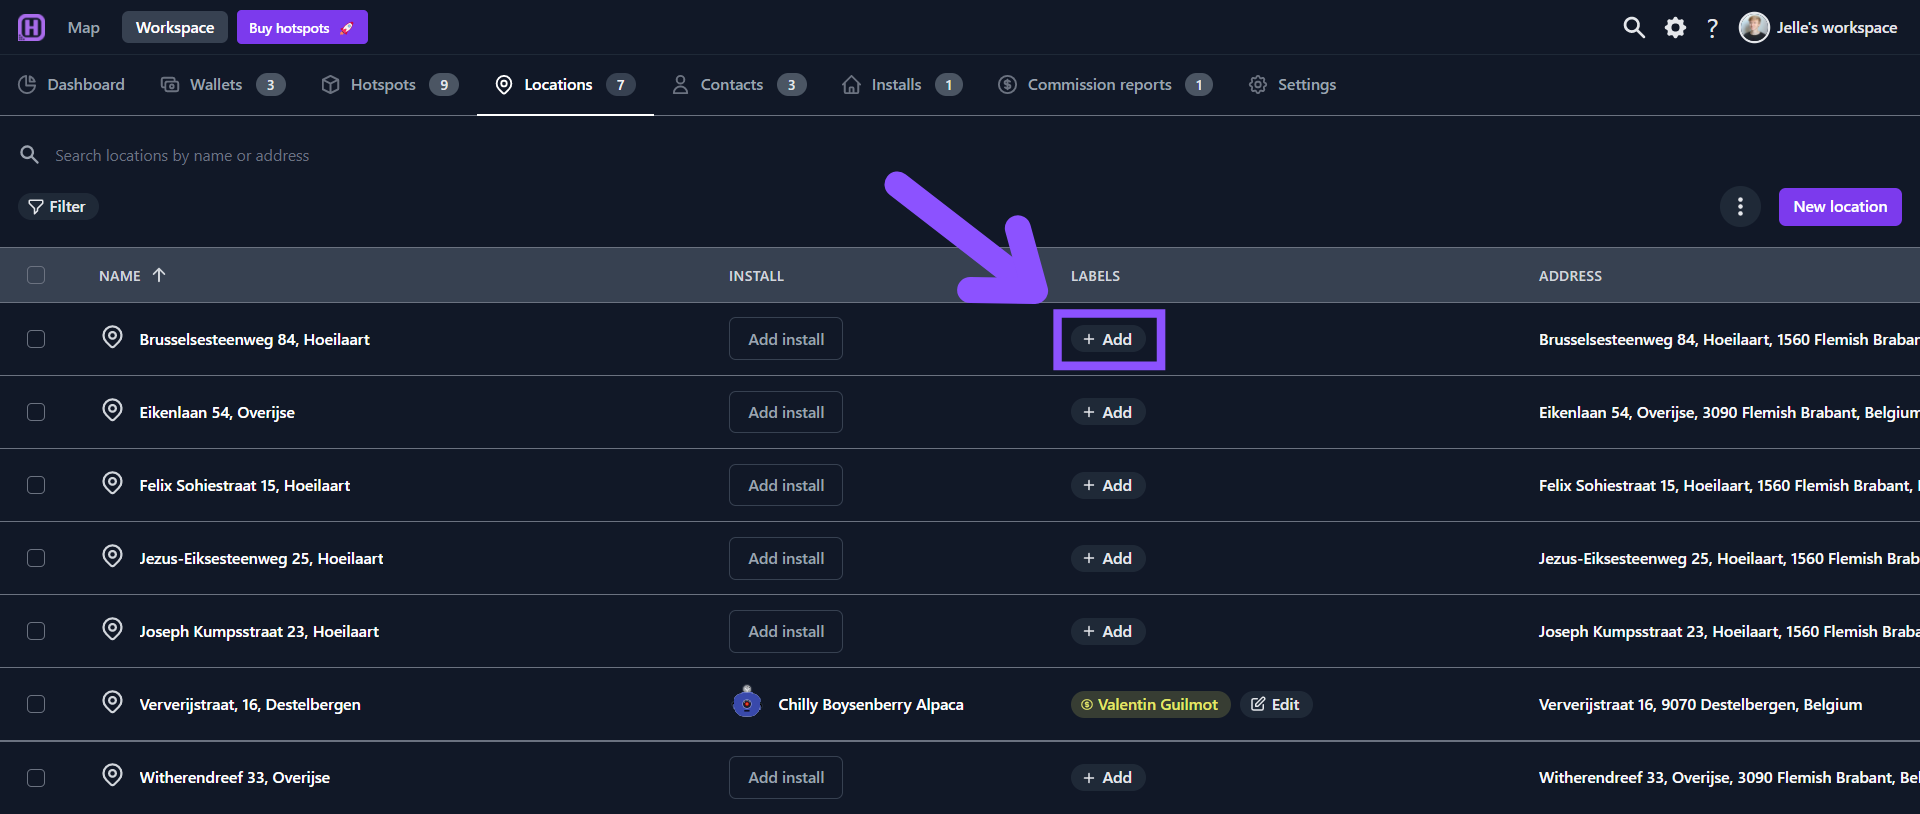 H Map Workspace Buy hotspots ? Jelle's workspace
Dashboard Wallets 3 Hotspots 9 Locations 7 Contacts 3 Installs 1 Commission reports 1 Settings
Search locations by name or address
Filter New location
NAME INSTALL LABELS ADDRESS
Brusselsesteenweg 84, Hoeilaart Add install + Add Brusselsesteenweg 84, Hoeilaart, 1560 Flemish Braban
Eikenlaan 54, Overijse Add install + Add Eikenlaan 54, Overijse, 3090 Flemish Brabant, Belgium
Felix Sohiestraat 15, Hoeilaart Add install + Add Felix Sohiestraat 15, Hoeilaart, 1560 Flemish Brabant,
Jezus-Eiksesteenweg 25, Hoeilaart Add install + Add Jezus-Eiksesteenweg 25, Hoeilaart, 1560 Flemish Brab
Joseph Kumpsstraat 23, Hoeilaart Add install + Add Joseph Kumpsstraat 23, Hoeilaart, 1560 Flemish Braba
Ververijstraat, 16, Destelbergen Chilly Boysenberry Alpaca Valentin Guilmot Edit Ververijstraat 16, 9070 Destelbergen, Belgium
Witherendreef 33, Overijse Add install + Add Witherendreef 33, Overijse, 3090 Flemish Brabant, Bel